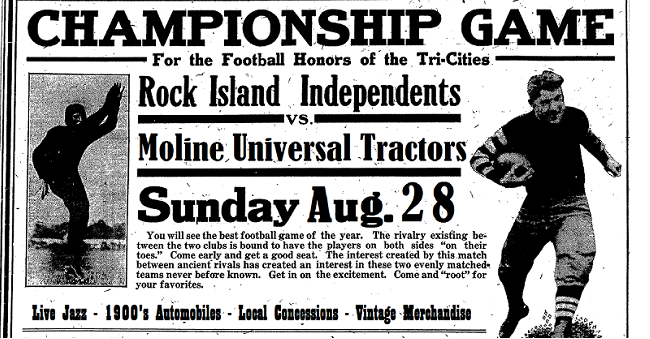 CHAMPIONSHIP GAME
For the Football Honors of the Tri-Cities
Rock Island Independents
VS.
Moline Universal Tractors
Sunday Aug. 28
You will see the best football game of the year. The rivalry existing be-
tween the two clubs is bound to have the players on both sides "on their
toes." Come early and get a good seat. The interest created by this match
between ancient rivals has created an interest in these two evenly matched
teams never before known. Get in on the excitement. Come and "root" for
your favorites.
Live Jazz - 1900's Automobiles - Local Concessions - Vintage Merchandise